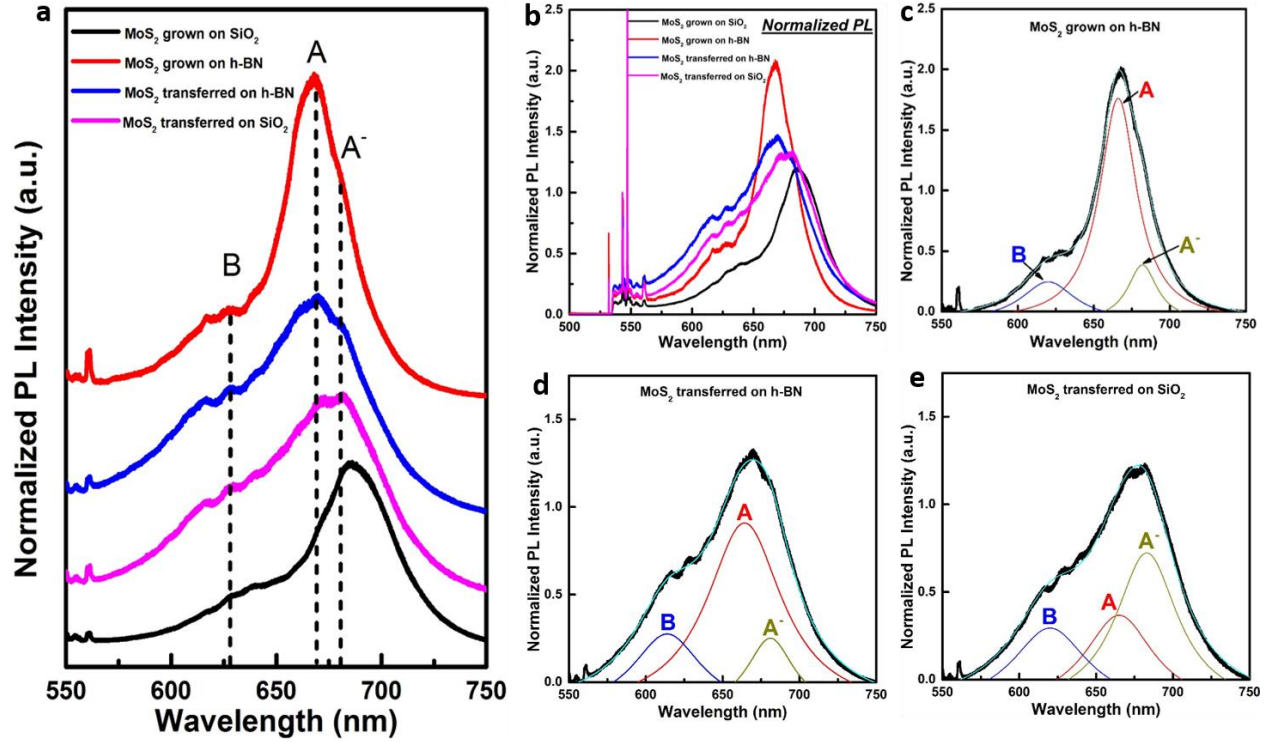 a
MoS₂ grown on SiO₂
MoS₂ grown on h-BN
MoS₂ transferred on h-BN
MoS₂ transferred on SiO₂
A
A⁻
B
Normalized PL Intensity (a.u.)
550 600 650 700 750
Wavelength (nm)
b
Normalized PL
MoS₂ grown on SiO₂
MoS₂ grown on h-BN
MoS₂ transferred on h-BN
MoS₂ transferred on SiO₂
Normalized PL Intensity (a.u.)
2.5
2.0
1.5
1.0
0.5
0.0
500 550 600 650 700 750
Wavelength (nm)
c
MoS₂ grown on h-BN
Normalized PL Intensity (a.u.)
2.5
2.0
1.5
1.0
0.5
0.0
A
B
A⁻
550 600 650 700 750
Wavelength (nm)
d
MoS₂ transferred on h-BN
Normalized PL Intensity (a.u.)
1.5
1.0
0.5
0.0
A
B
A⁻
550 600 650 700 750
Wavelength (nm)
e
MoS₂ transferred on SiO₂
Normalized PL Intensity (a.u.)
1.5
1.0
0.5
0.0
A⁻
A
B
550 600 650 700 750
Wavelength (nm)